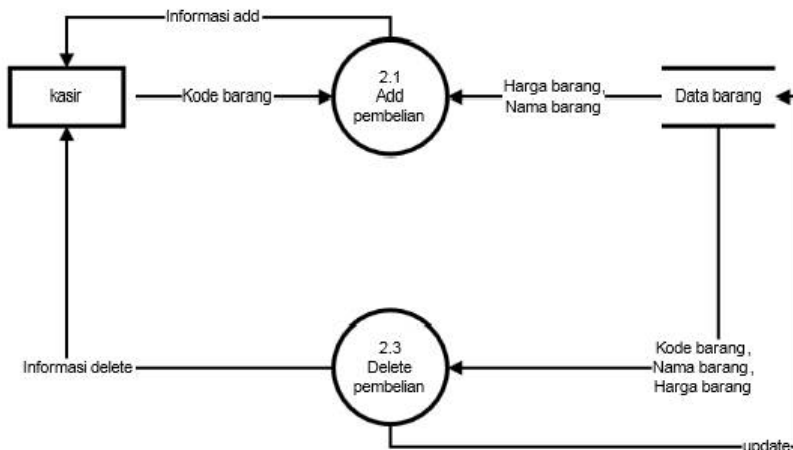 Informasi add
kasir
Kode barang
2.1
Add
pembelian
Harga barang,
Nama barang
Data barang
Informasi delete
2.3
Delete
pembelian
Kode barang,
Nama barang,
Harga barang
update